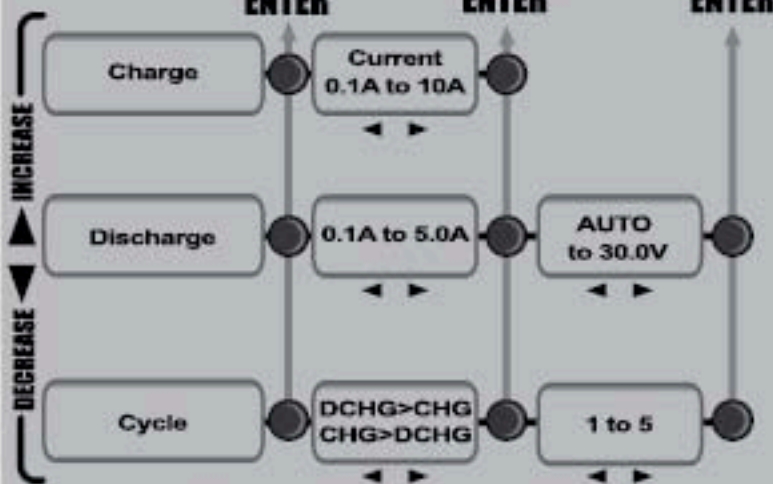 ENTER ENTER ENTER
INCREASE
DECREASE
Charge
Current
0.1A to 10A
Discharge
0.1A to 5.0A
AUTO
to 30.0V
Cycle
DCHG>CHG
CHG>DCHG
1 to 5